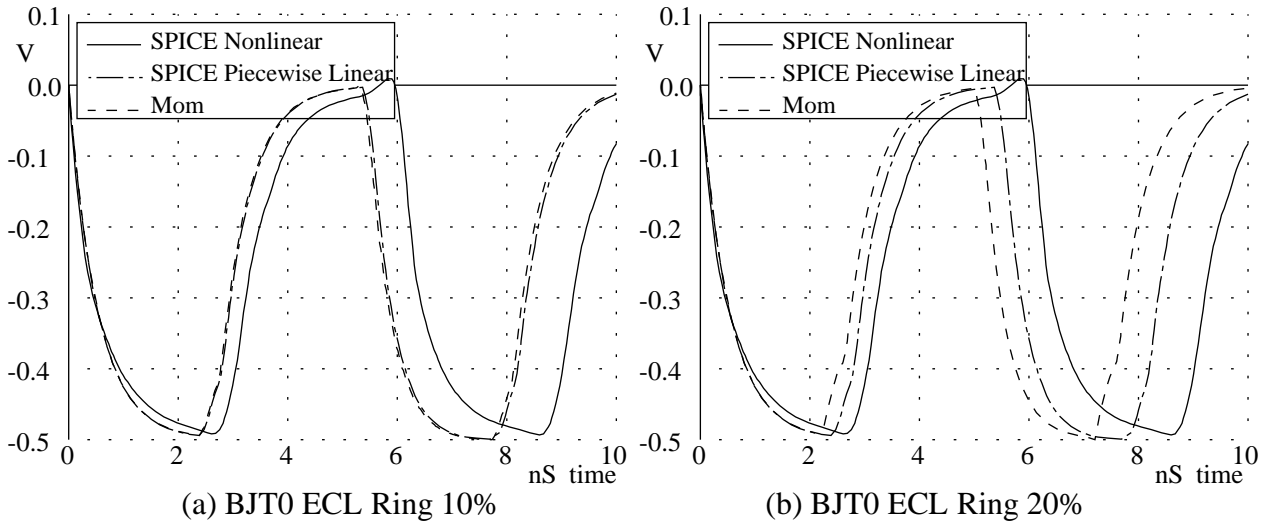 0.1
V
SPICE Nonlinear
SPICE Piecewise Linear
Mom
0.0
-0.1
-0.2
-0.3
-0.4
-0.5
0 2 4 6 8 10
nS time
(a) BJT0 ECL Ring 10%
0.1
V
SPICE Nonlinear
SPICE Piecewise Linear
Mom
0.0
-0.1
-0.2
-0.3
-0.4
-0.5
0 2 4 6 8 10
nS time
(b) BJT0 ECL Ring 20%